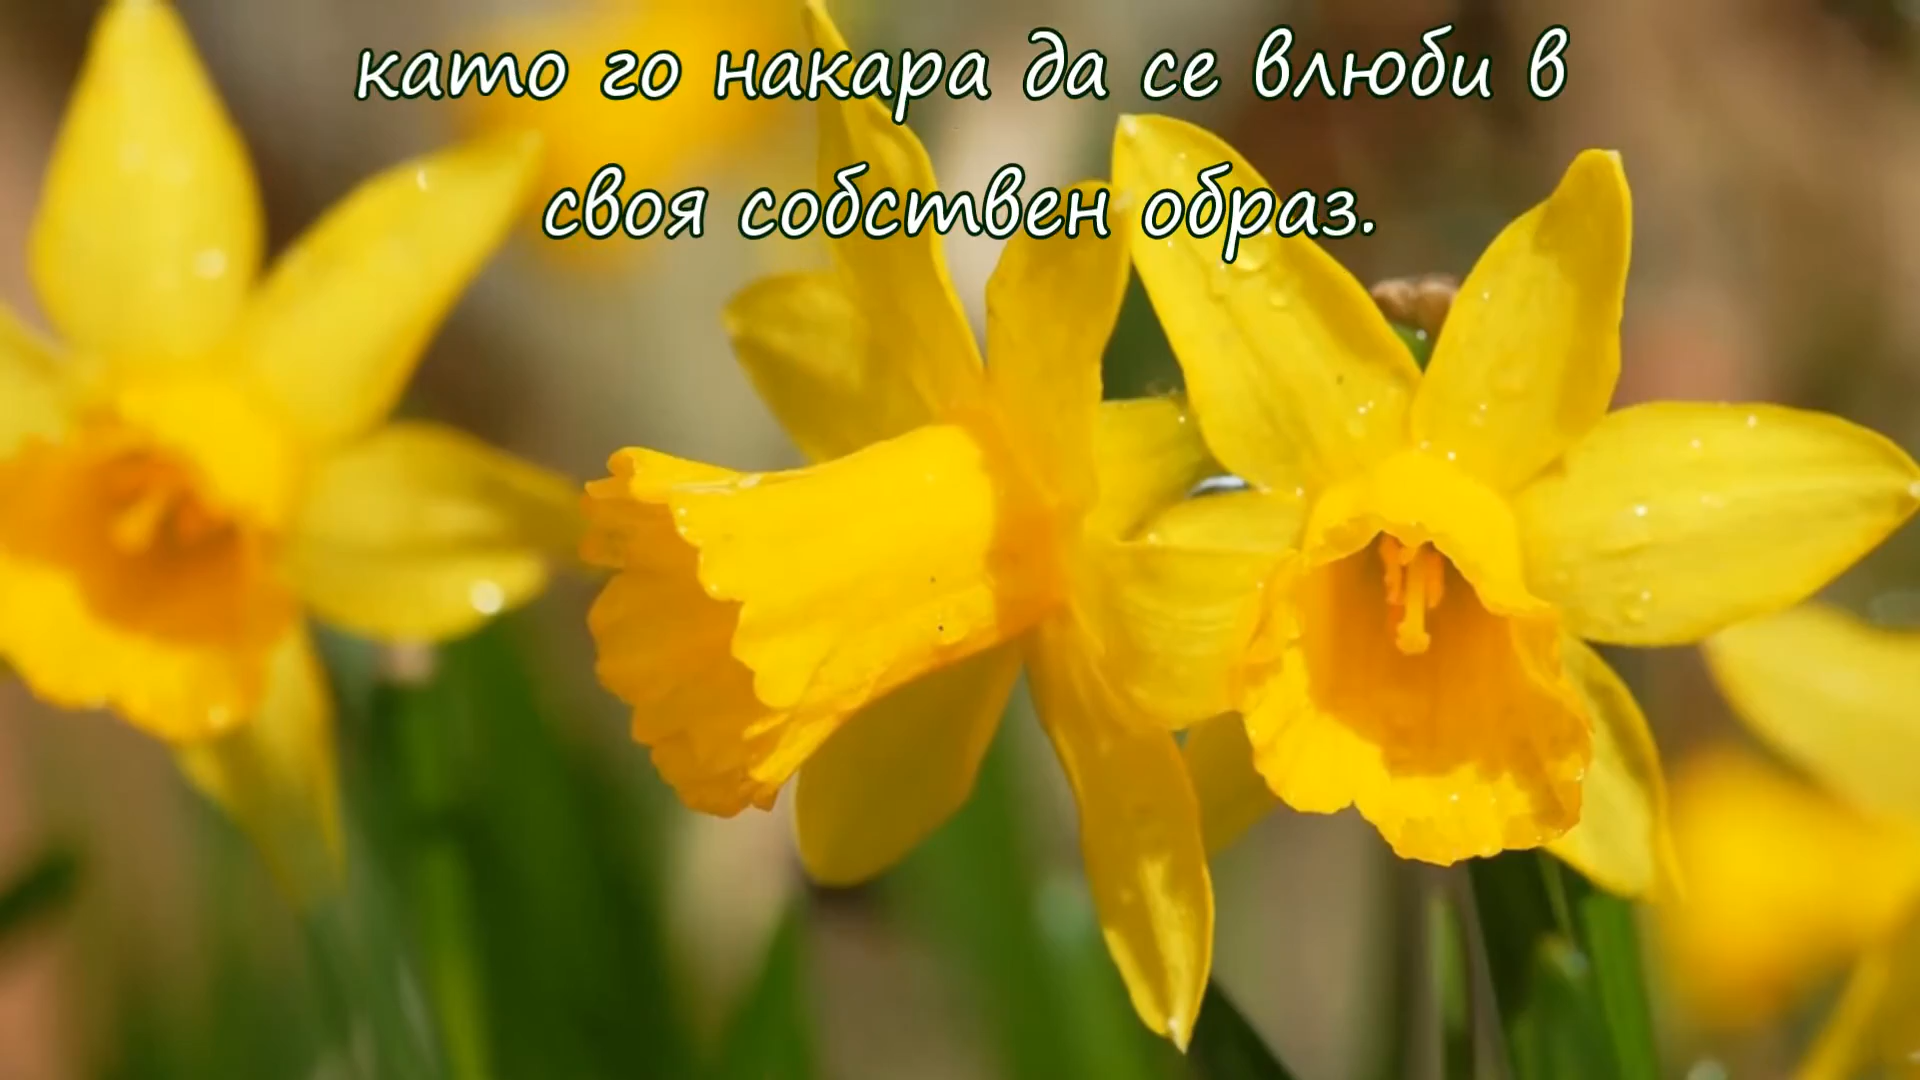 като го накара да се влюби в
своя собствен образ.